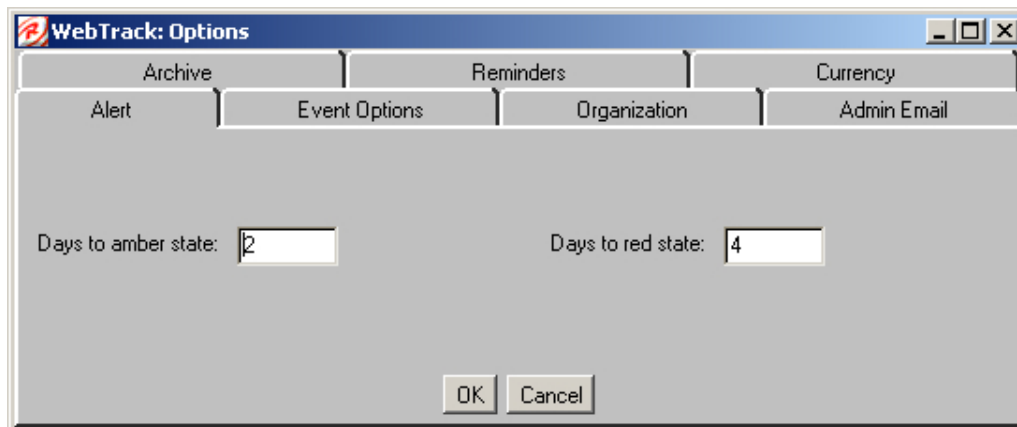 WebTrack: Options
Archive Reminders Currency
Alert Event Options Organization Admin Email
Days to amber state: 2 Days to red state: 4
OK Cancel